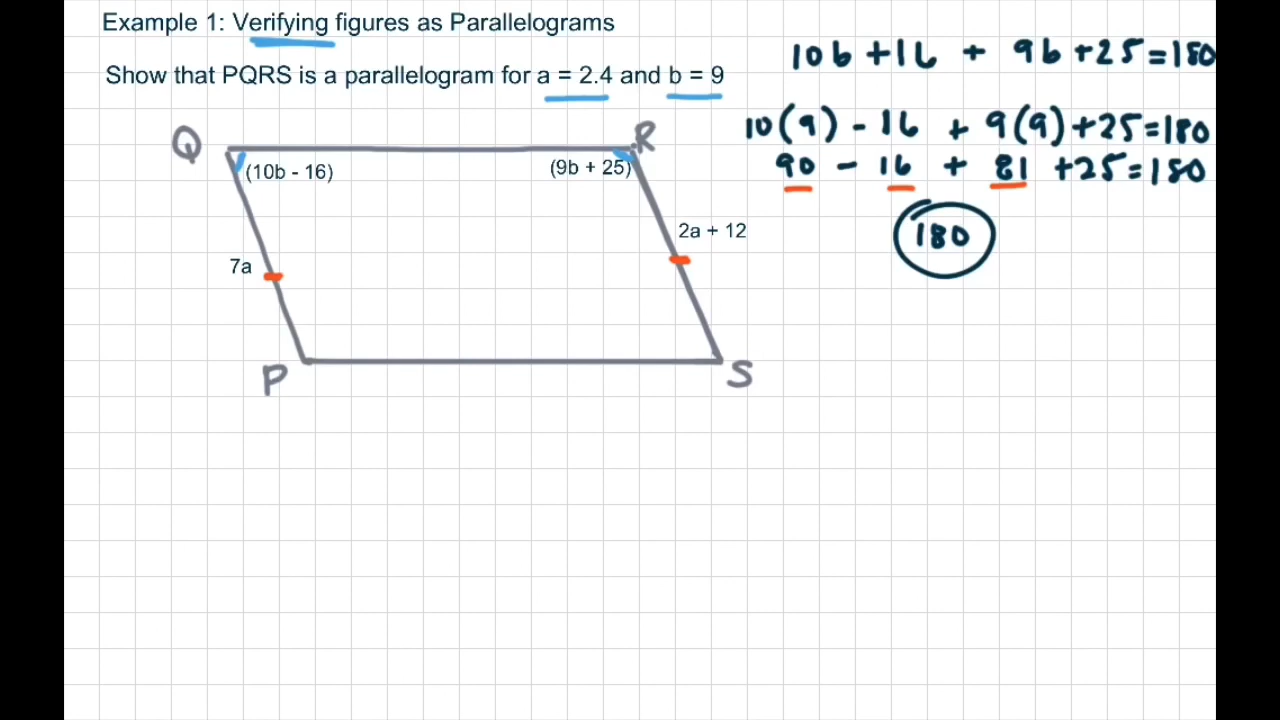 Example 1: Verifying figures as Parallelograms
Show that PQRS is a parallelogram for a = 2.4 and b = 9
10b + 16 + 9b + 25 = 180
10(9) - 16 + 9(9) + 25 = 180
90 - 16 + 81 + 25 = 180
180
Q
R
(10b - 16)
(9b + 25)
2a + 12
7a
P
S